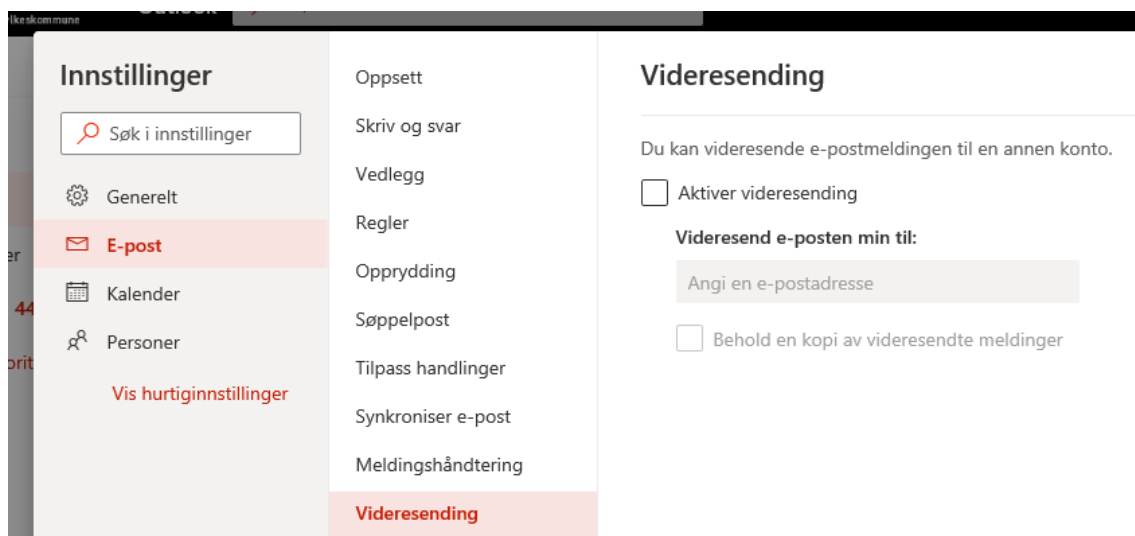 Outlook
Innstillinger
Søk i innstillinger
Generelt
E-post
Kalender
Personer
Vis hurtiginnstillinger
Oppsett
Skriv og svar
Vedlegg
Regler
Opprydding
Søppelpost
Tilpass handlinger
Synkroniser e-post
Meldingshåndtering
Videresending
Videresending
Du kan videresende e-postmeldingen til en annen konto.
Aktiver videresending
Videresend e-posten min til:
Angi en e-postadresse
Behold en kopi av videresendte meldinger
44